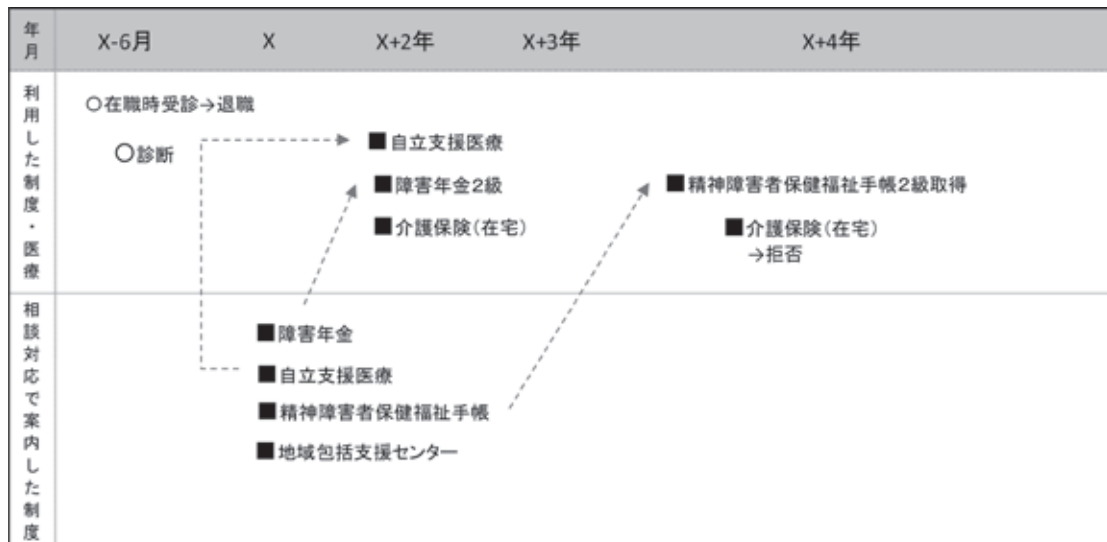 年月
X-6月
X
X+2年
X+3年
X+4年
利用した制度・医療
○在職時受診→退職
○診断
■自立支援医療
■障害年金2級
■介護保険(在宅)
■精神障害者保健福祉手帳2級取得
■介護保険(在宅)
→拒否
相談対応で案内した制度
■障害年金
■自立支援医療
■精神障害者保健福祉手帳
■地域包括支援センター